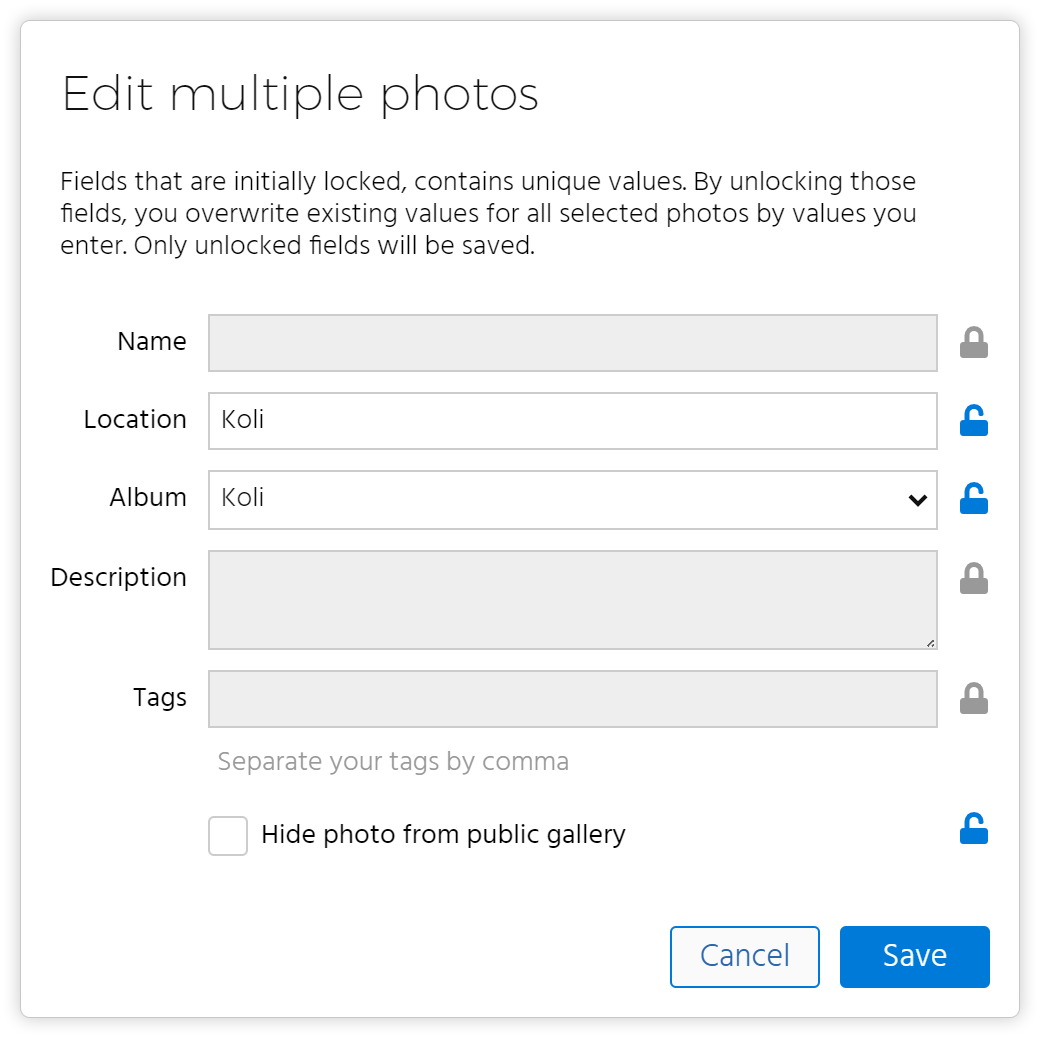 Edit multiple photos
Fields that are initially locked, contains unique values. By unlocking those
fields, you overwrite existing values for all selected photos by values you
enter. Only unlocked fields will be saved.
Name
Location Koli
Album Koli
Description
Tags
Separate your tags by comma
Hide photo from public gallery
Cancel Save